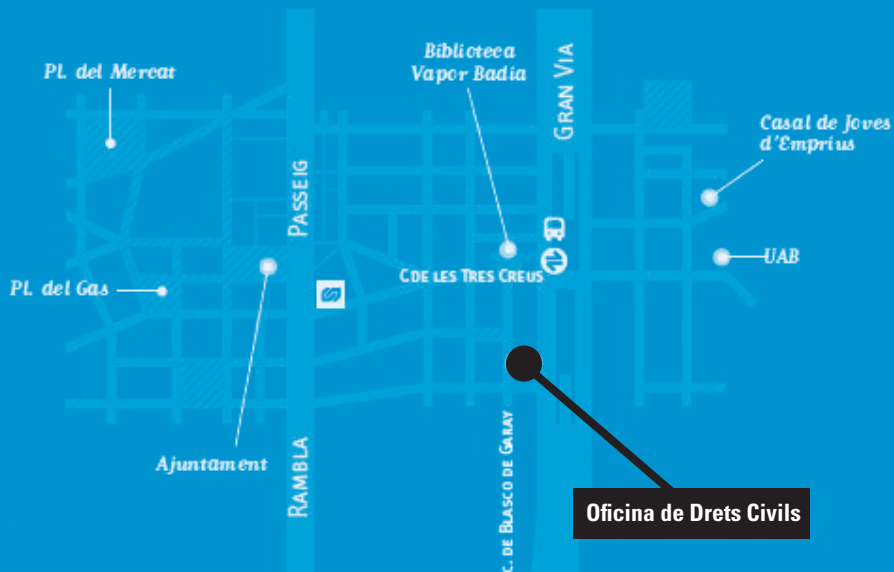 Pl. del Mercat
Biblioteca
Vapor Badia
GRAN VIA
Casal de Joves
d'Emprius
PASSEIG
UAB
CDE LES TRES CREUS
Pl. del Gas
Ajuntament
RAMBLA
C. DE BLASCO DE GARAY
Oficina de Drets Civils